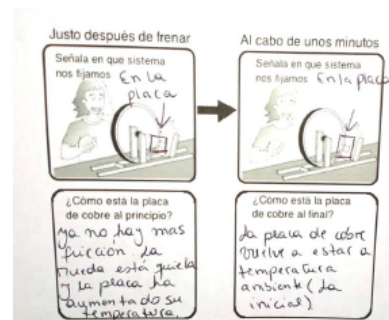 Justo después de frenar
Señala en que sistema
nos fijamos En la
placa
¿Cómo está la placa
de cobre al principio?
ya no hay mas
fricción. La
rueda está quieta
y la placa ha
aumentado su
temperatura.
Al cabo de unos minutos
Señala en que sistema
nos fijamos En la placa
¿Cómo está la placa
de cobre al final?
La placa de cobre
vuelve a estar a
temperatura
ambiente (la
inicial)